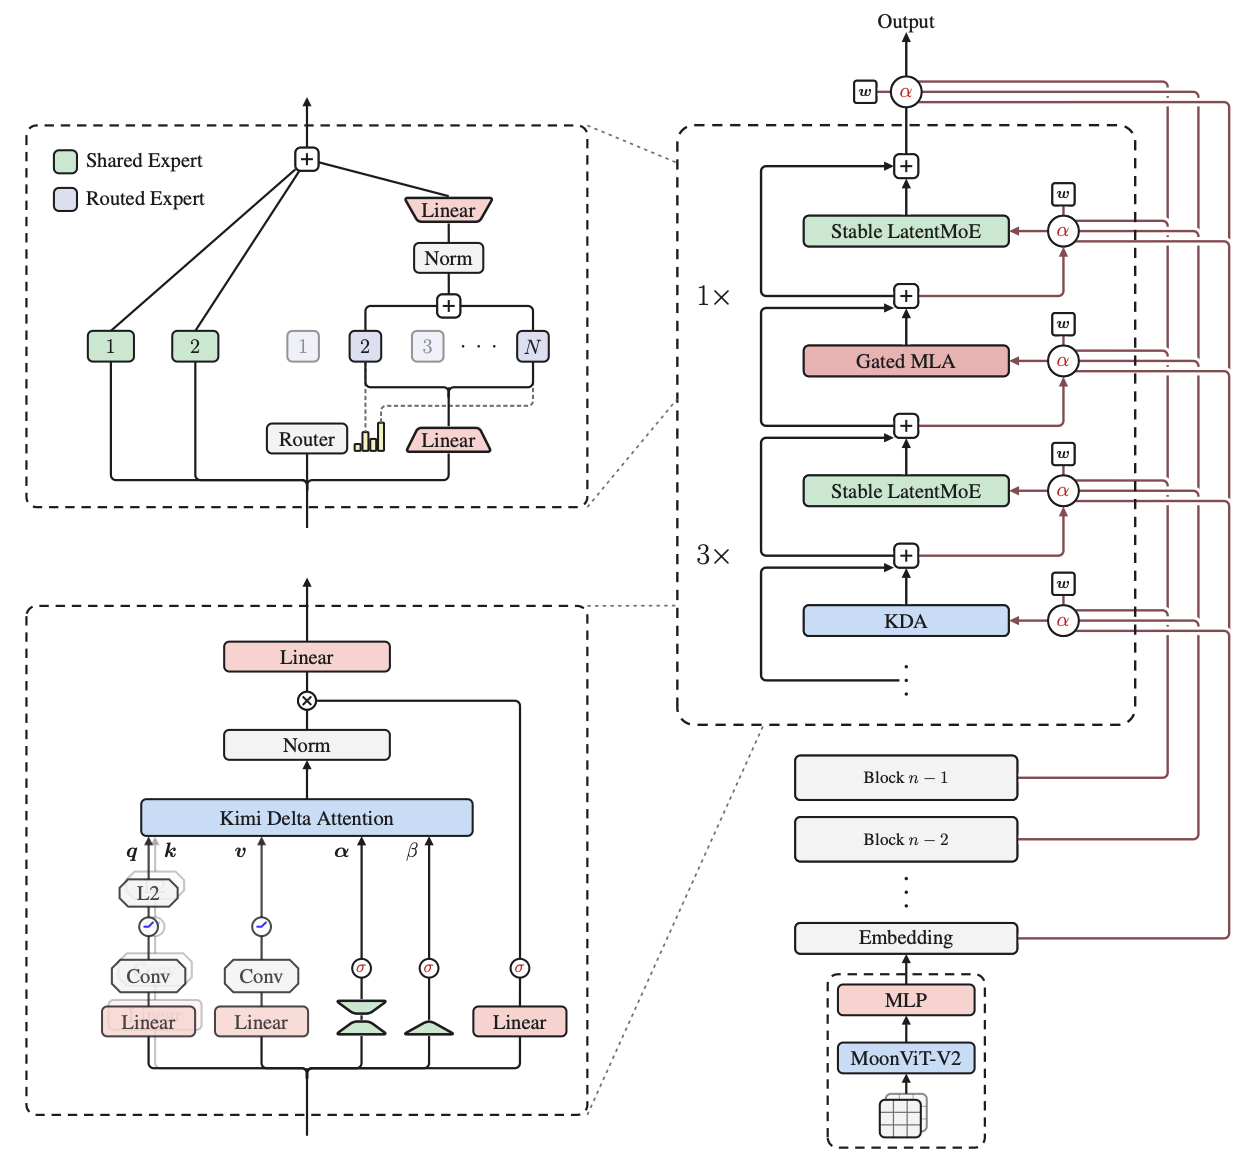 Output
w
α
Shared Expert
Routed Expert
+
Linear
Norm
+
1
2
1
2
3
· · ·
N
Router
Linear
+
w
Stable LatentMoE
α
1×
+
w
Gated MLA
α
+
w
Stable LatentMoE
α
3×
+
w
KDA
α
Linear
×
Norm
Kimi Delta Attention
q
k
v
α
β
L2
Conv
Conv
σ
σ
σ
Linear
Linear
Linear
Block n − 1
Block n − 2
Embedding
MLP
MoonViT-V2